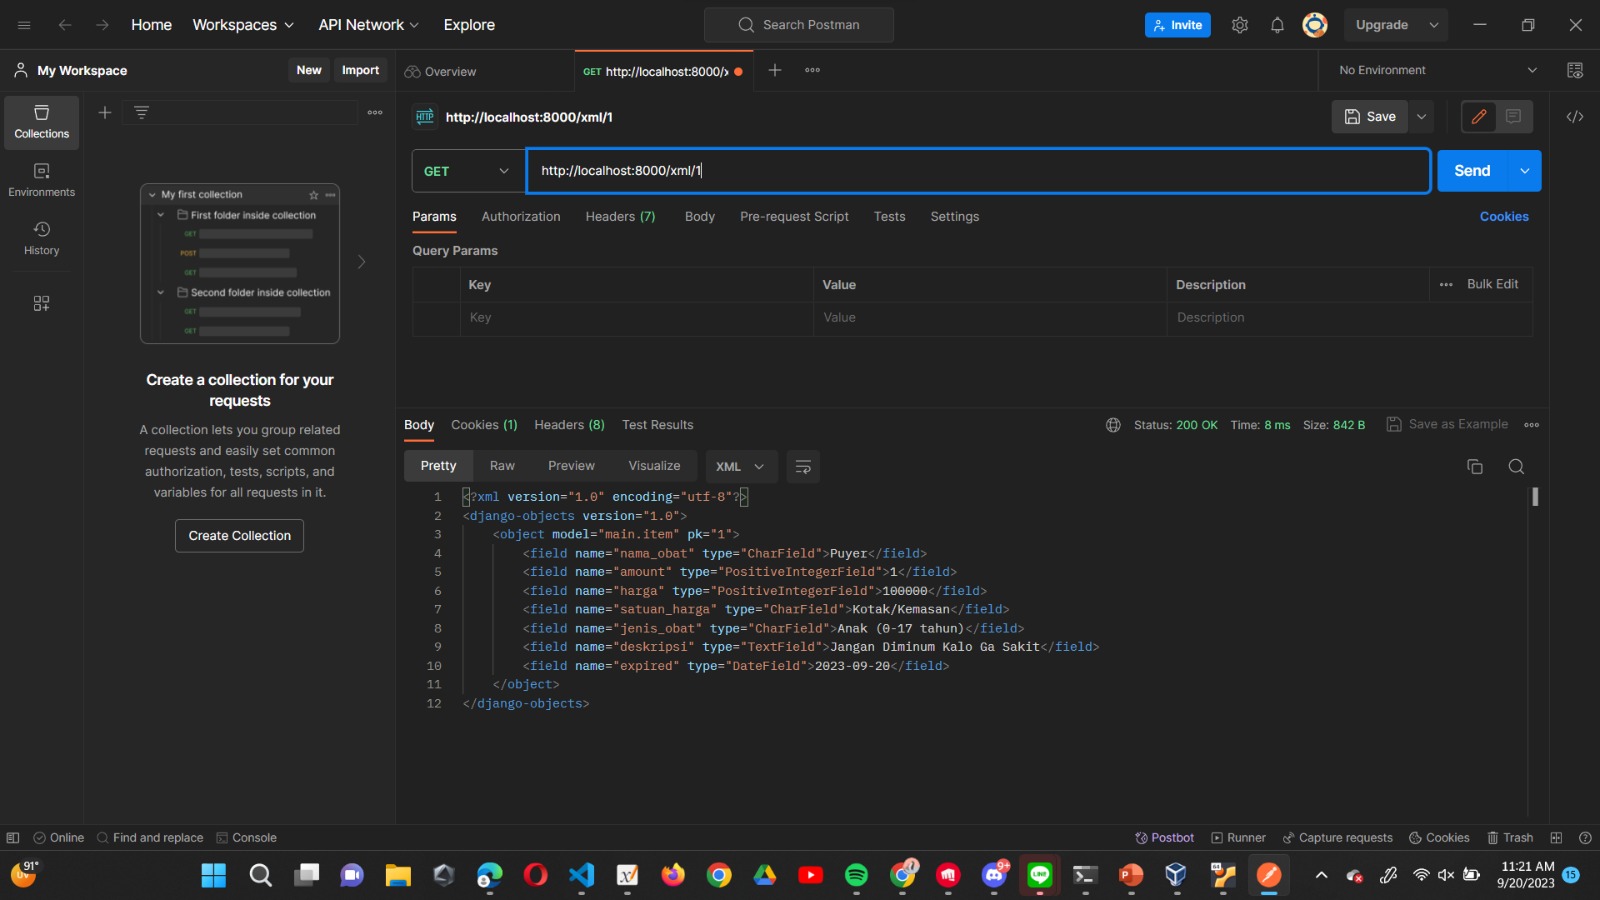 Home Workspaces API Network Explore Search Postman Invite Upgrade
My Workspace New Import Overview GET http://localhost:8000/x No Environment
Collections
Environments
History
My first collection
First folder inside collection
GET
POST
GET
Second folder inside collection
GET
GET
Create a collection for your
requests
A collection lets you group related
requests and easily set common
authorization, tests, scripts, and
variables for all requests in it.
Create Collection
HTTP http://localhost:8000/xml/1 Save
GET http://localhost:8000/xml/1 Send
Params Authorization Headers (7) Body Pre-request Script Tests Settings Cookies
Query Params
Key Value Description Bulk Edit
Key Value Description
Body Cookies (1) Headers (8) Test Results Status: 200 OK Time: 8 ms Size: 842 B Save as Example
Pretty Raw Preview Visualize XML
1 <?xml version="1.0" encoding="utf-8"?>
2 <django-objects version="1.0">
3 <object model="main.item" pk="1">
4 <field name="nama_obat" type="CharField">Puyer</field>
5 <field name="amount" type="PositiveIntegerField">1</field>
6 <field name="harga" type="PositiveIntegerField">100000</field>
7 <field name="satuan_harga" type="CharField">Kotak/Kemasan</field>
8 <field name="jenis_obat" type="CharField">Anak (0-17 tahun)</field>
9 <field name="deskripsi" type="TextField">Jangan Diminum Kalo Ga Sakit</field>
10 <field name="expired" type="DateField">2023-09-20</field>
11 </object>
12 </django-objects>
Online Find and replace Console Postbot Runner Capture requests Cookies Trash
91°
UV
9+
LINE
11:21 AM
9/20/2023
15